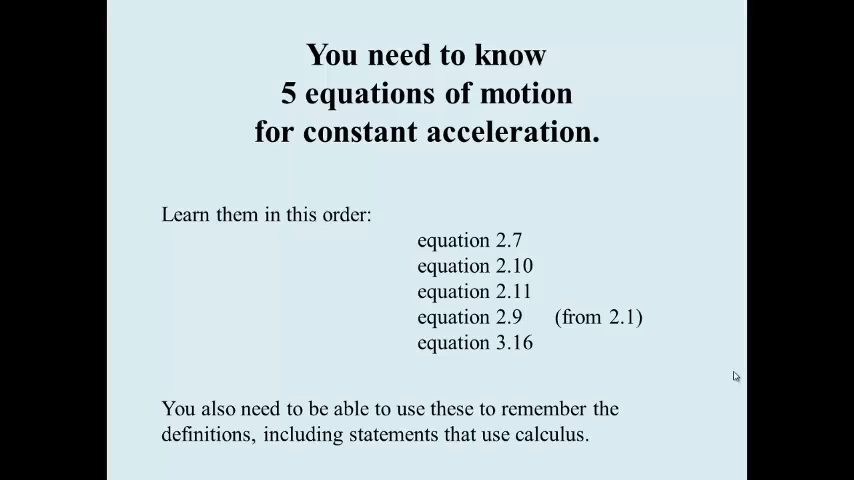 You need to know
5 equations of motion
for constant acceleration.
Learn them in this order:
equation 2.7
equation 2.10
equation 2.11
equation 2.9 (from 2.1)
equation 3.16
You also need to be able to use these to remember the
definitions, including statements that use calculus.